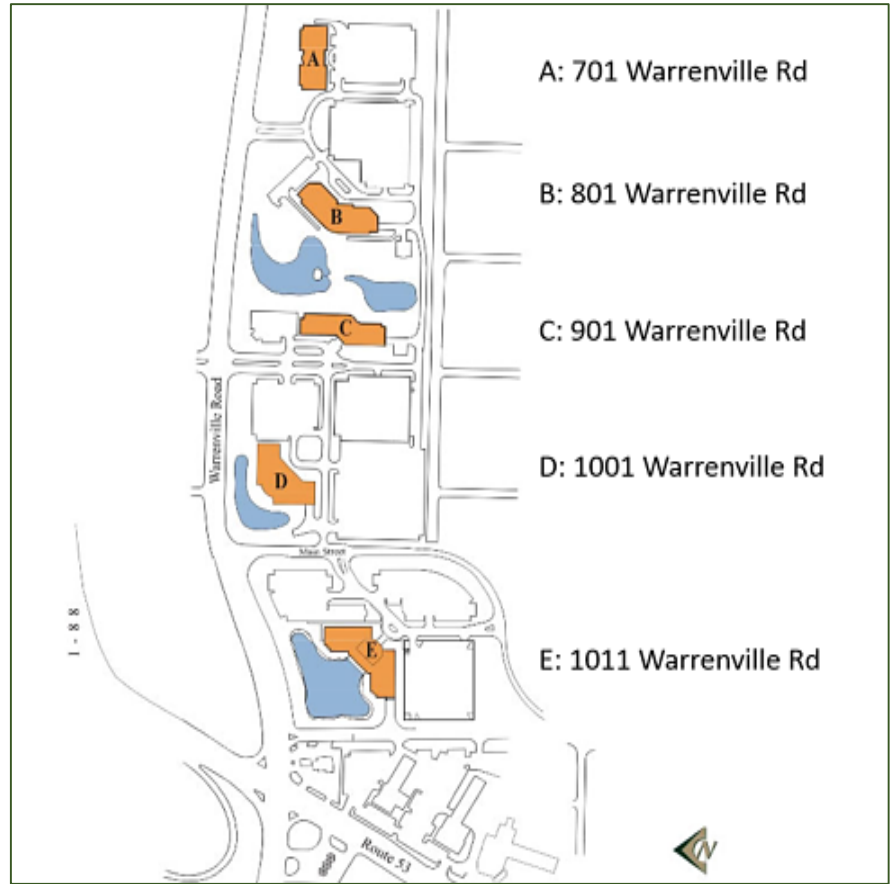 A
A: 701 Warrenville Rd
B
B: 801 Warrenville Rd
C
C: 901 Warrenville Rd
Warrenville Road
D
D: 1001 Warrenville Rd
Main Street
I - 88
E
E: 1011 Warrenville Rd
Route 53
N